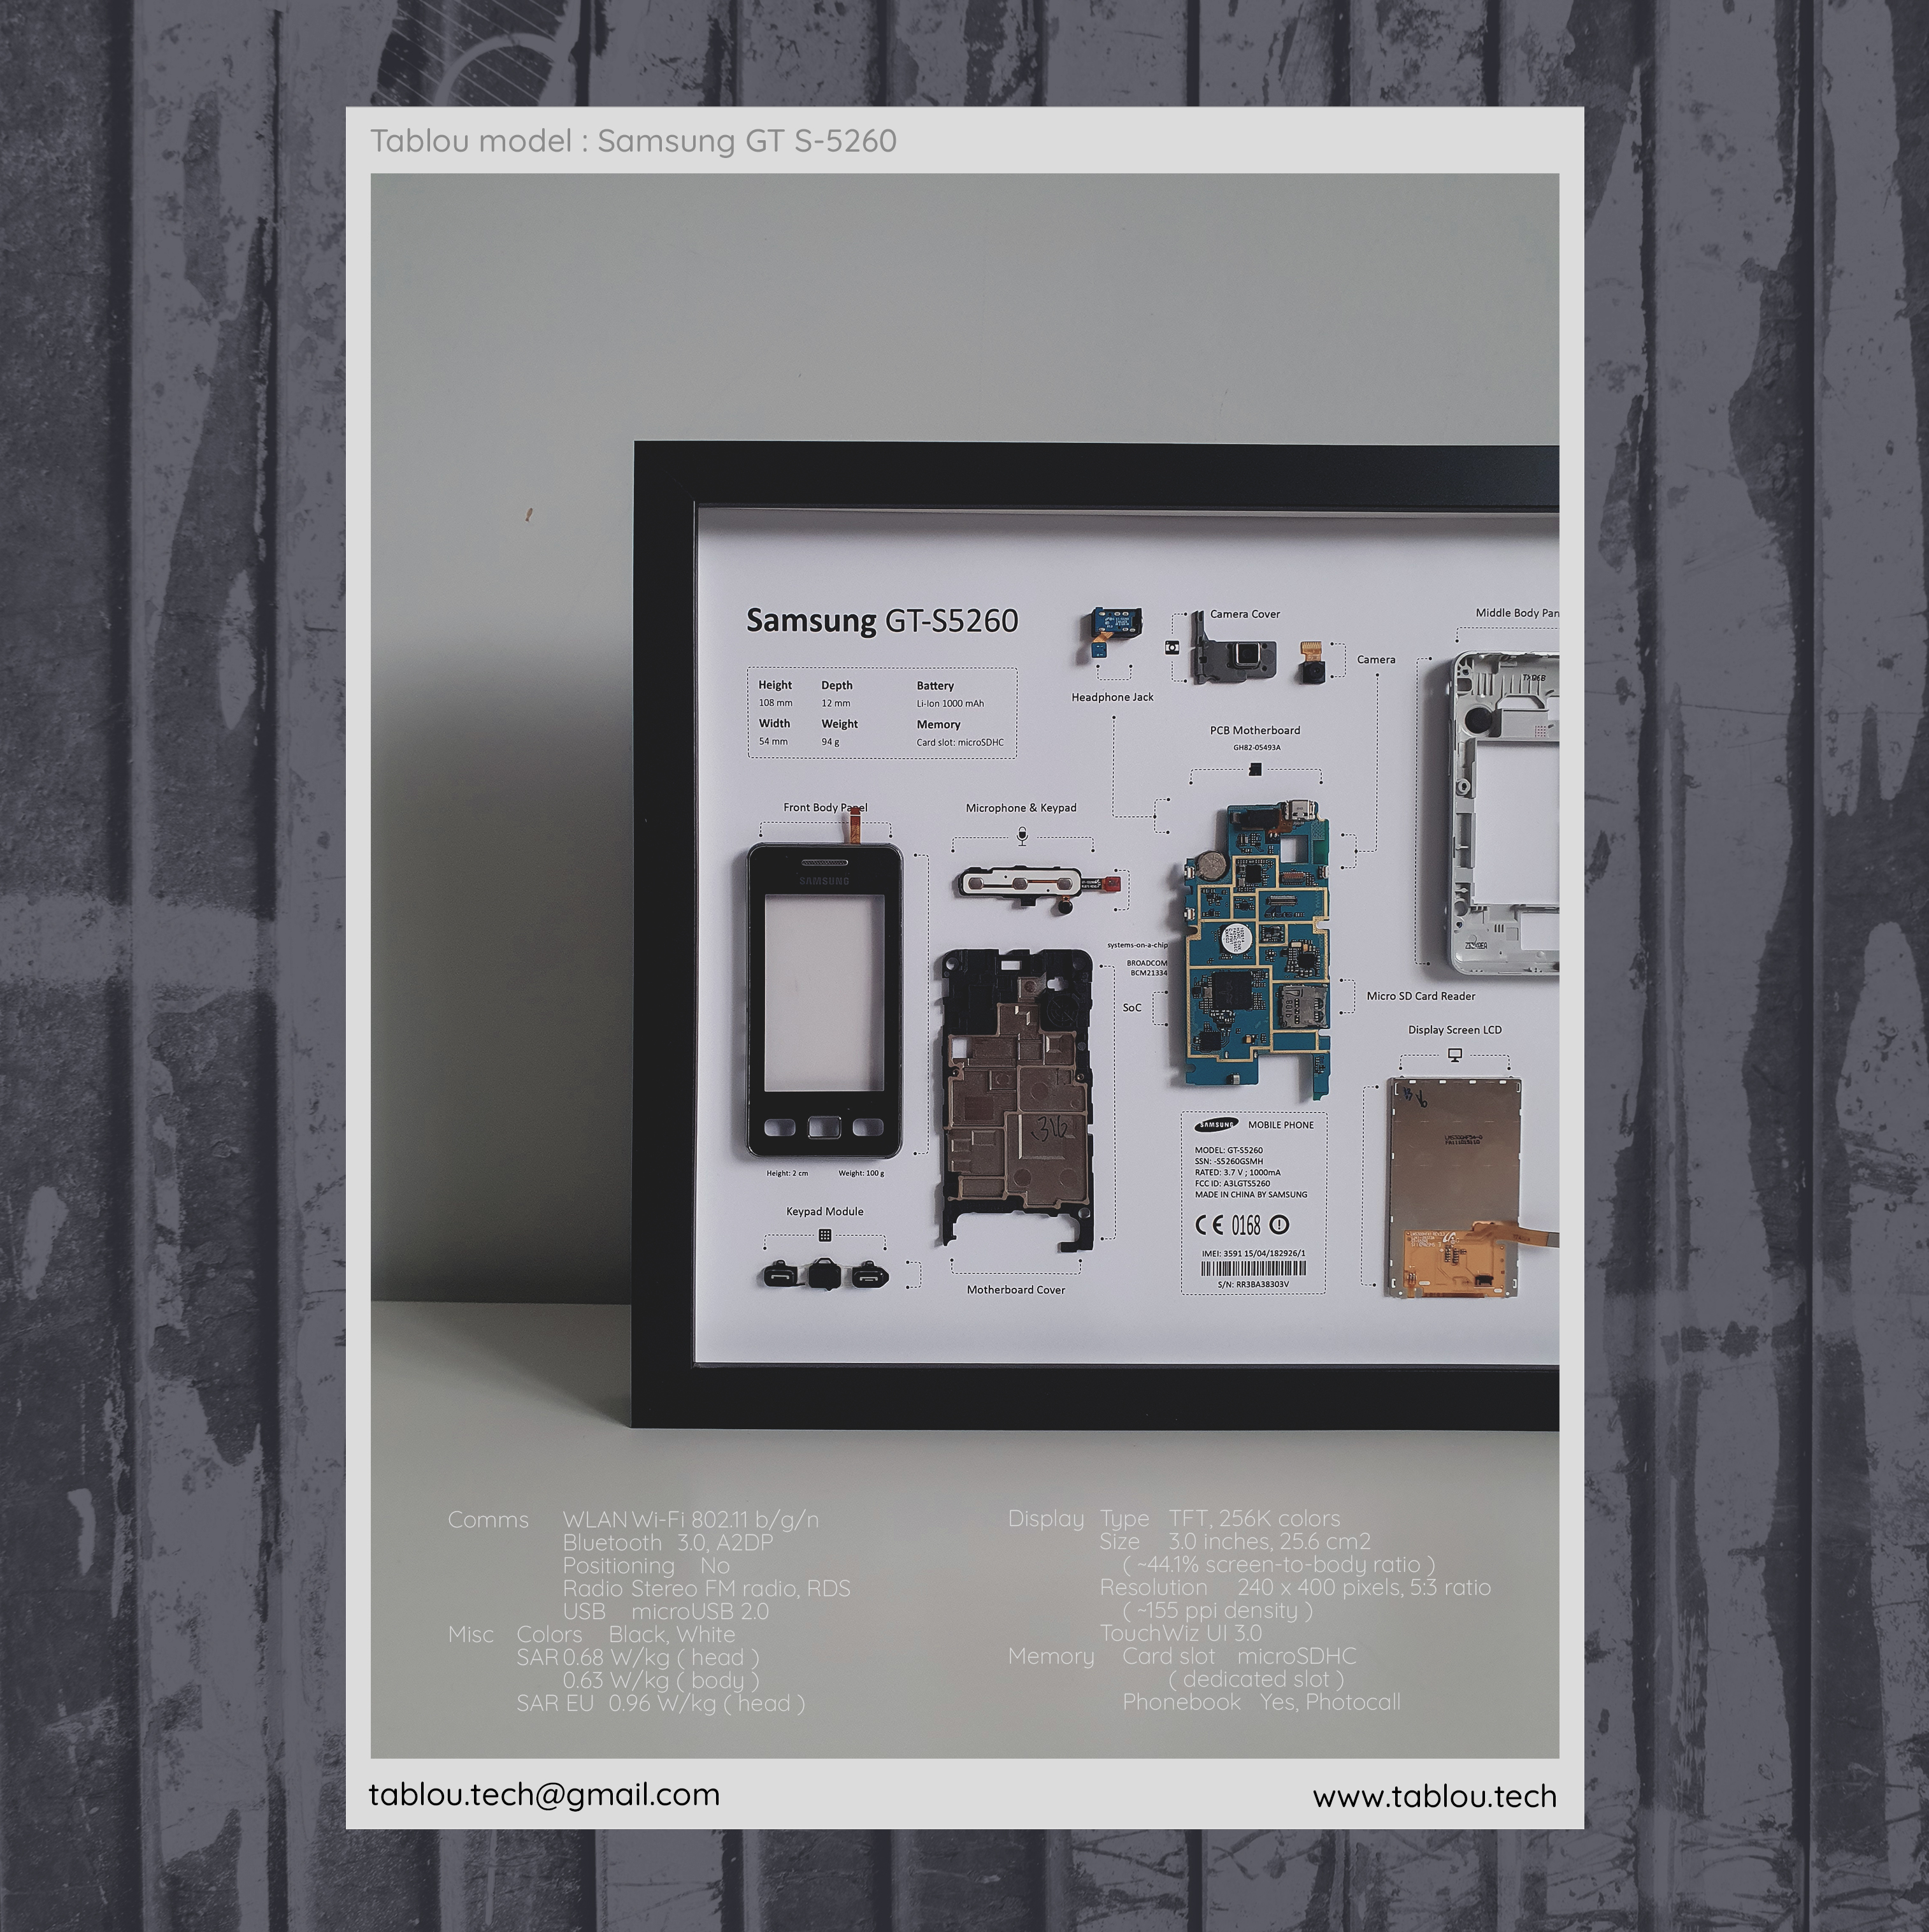 Tablou model : Samsung GT S-5260
Samsung GT-S5260
Height Depth Battery
108 mm 12 mm Li-Ion 1000 mAh
Width Weight Memory
54 mm 94 g Card slot: microSDHC
Headphone Jack
Camera Cover
Camera
Middle Body Pan
PCB Motherboard
GH82-05493A
Front Body Panel
SAMSUNG
Height: 2 cm Weight: 100 g
Microphone & Keypad
systems-on-a-chip
BROADCOM
BCM21334
SoC
Micro SD Card Reader
Display Screen LCD
316
Keypad Module
Motherboard Cover
SAMSUNG MOBILE PHONE
MODEL: GT-S5260
SSN: -S5260GSMH
RATED: 3.7 V ; 1000mA
FCC ID: A3LGTS5260
MADE IN CHINA BY SAMSUNG
CE 0168
IMEI: 3591 15/04/182926/1
S/N: RR3BA38303V
Comms WLAN Wi-Fi 802.11 b/g/n
Bluetooth 3.0, A2DP
Positioning No
Radio Stereo FM radio, RDS
USB microUSB 2.0
Misc Colors Black, White
SAR 0.68 W/kg ( head )
0.63 W/kg ( body )
SAR EU 0.96 W/kg ( head )
Display Type TFT, 256K colors
Size 3.0 inches, 25.6 cm2
( ~44.1% screen-to-body ratio )
Resolution 240 x 400 pixels, 5:3 ratio
( ~155 ppi density )
TouchWiz UI 3.0
Memory Card slot microSDHC
( dedicated slot )
Phonebook Yes, Photocall
tablou.tech@gmail.com
www.tablou.tech